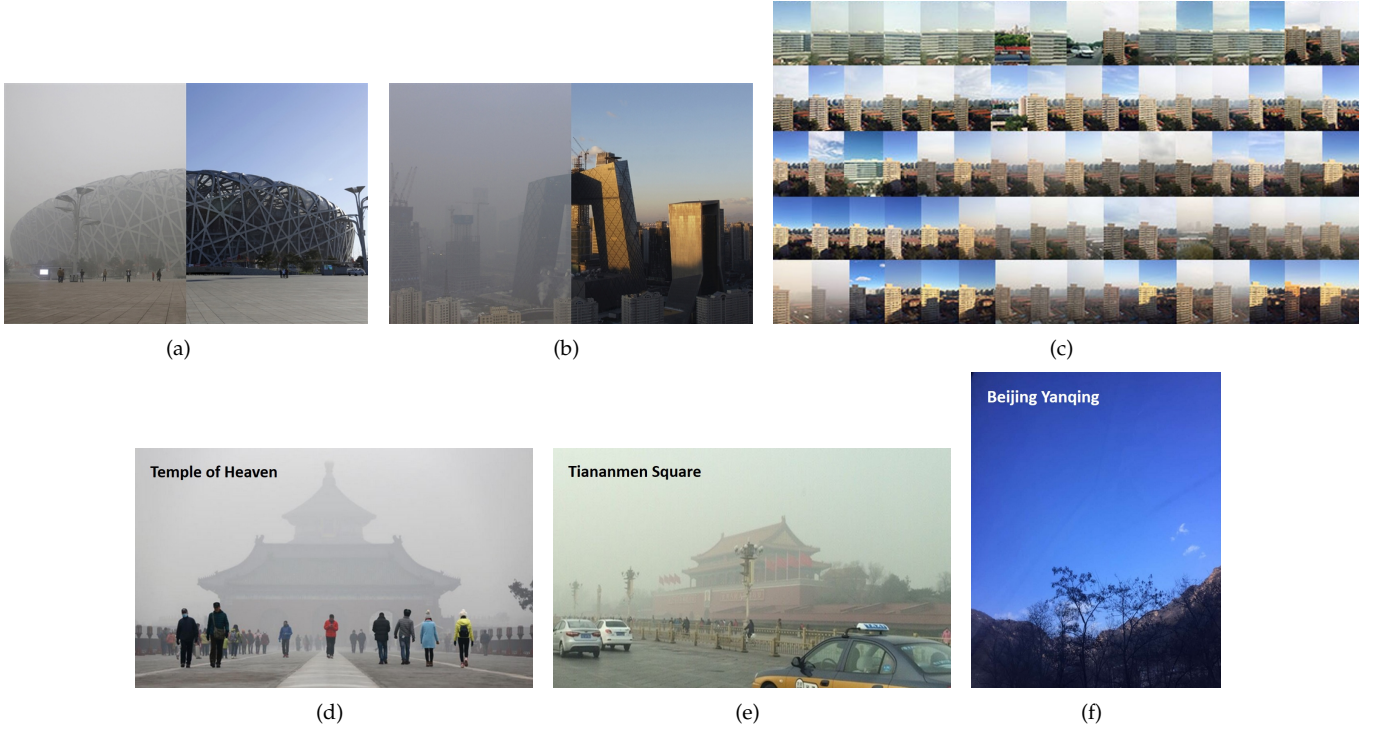 (a)
(b)
(c)
Temple of Heaven
Tiananmen Square
Beijing Yanqing
(d)
(e)
(f)